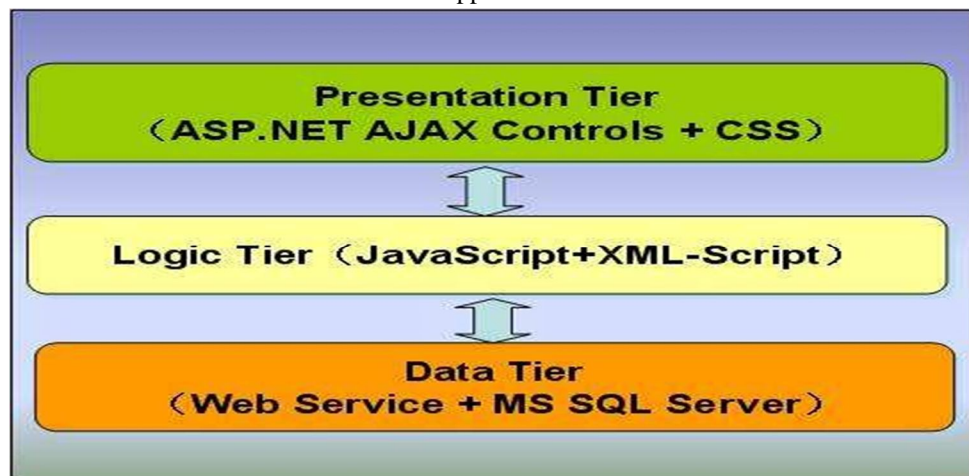 Presentation Tier
（ASP.NET AJAX Controls + CSS）
Logic Tier（JavaScript+XML-Script）
Data Tier
（Web Service + MS SQL Server）